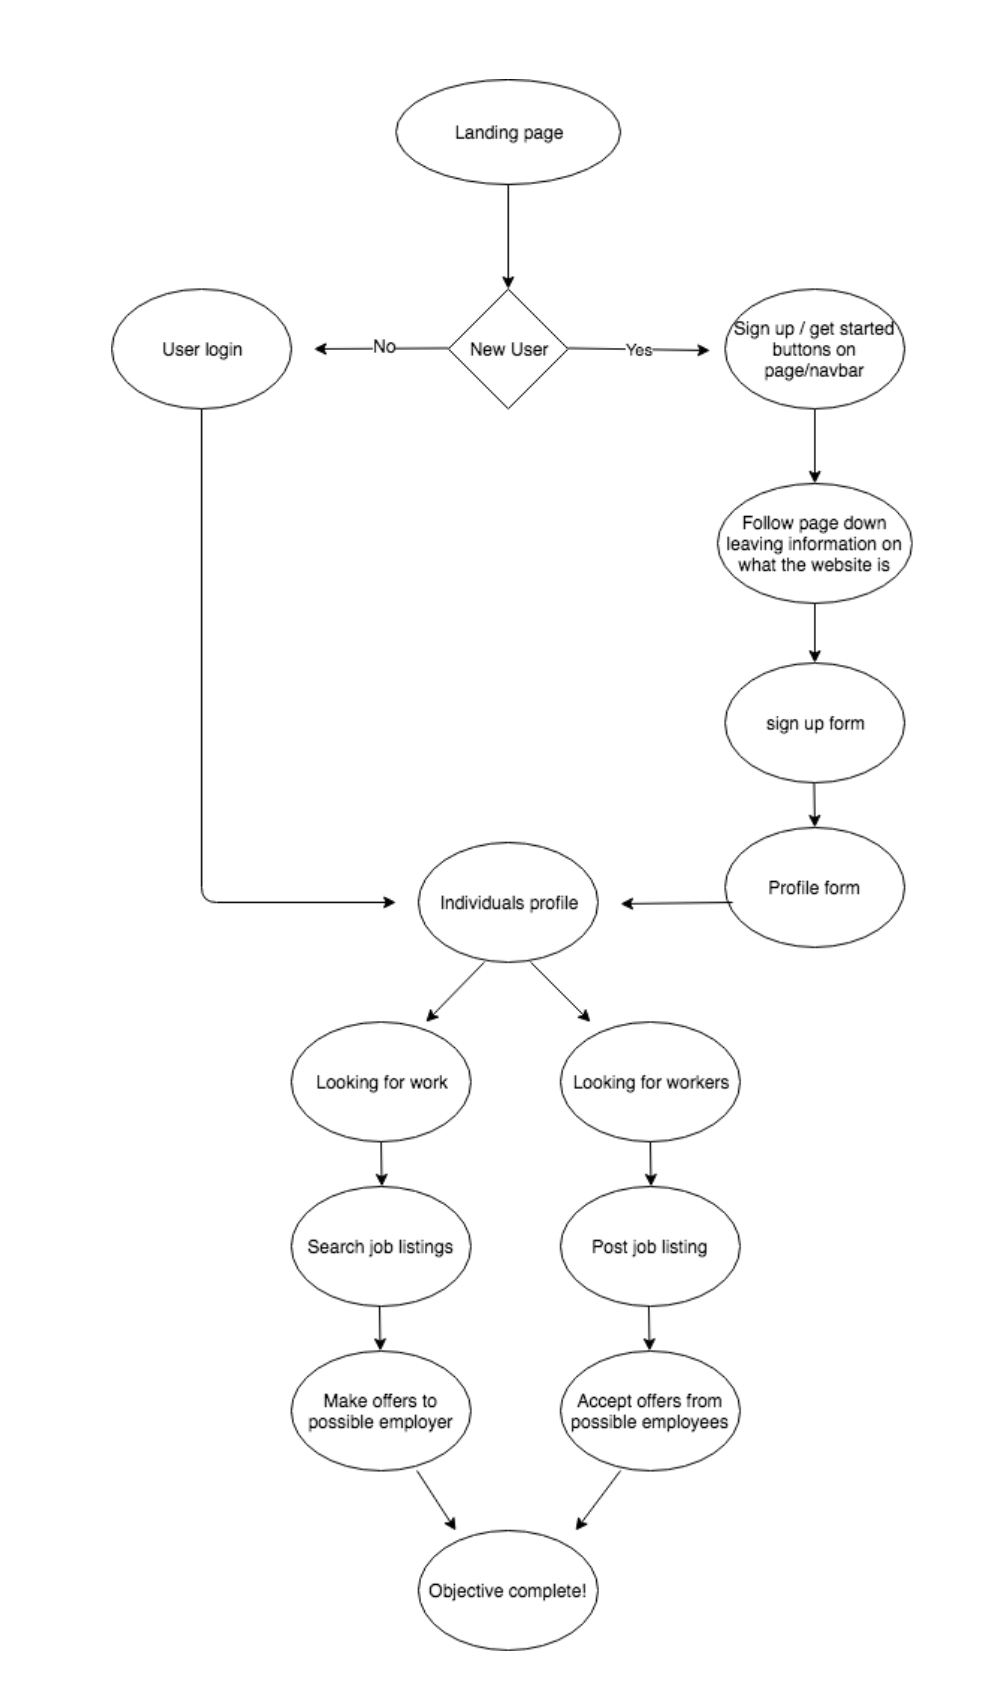 Landing page
User login
No
New User
Yes
Sign up / get started
buttons on
page/navbar
Follow page down
leaving information on
what the website is
sign up form
Profile form
Individuals profile
Looking for work
Looking for workers
Search job listings
Post job listing
Make offers to
possible employer
Accept offers from
possible employees
Objective complete!